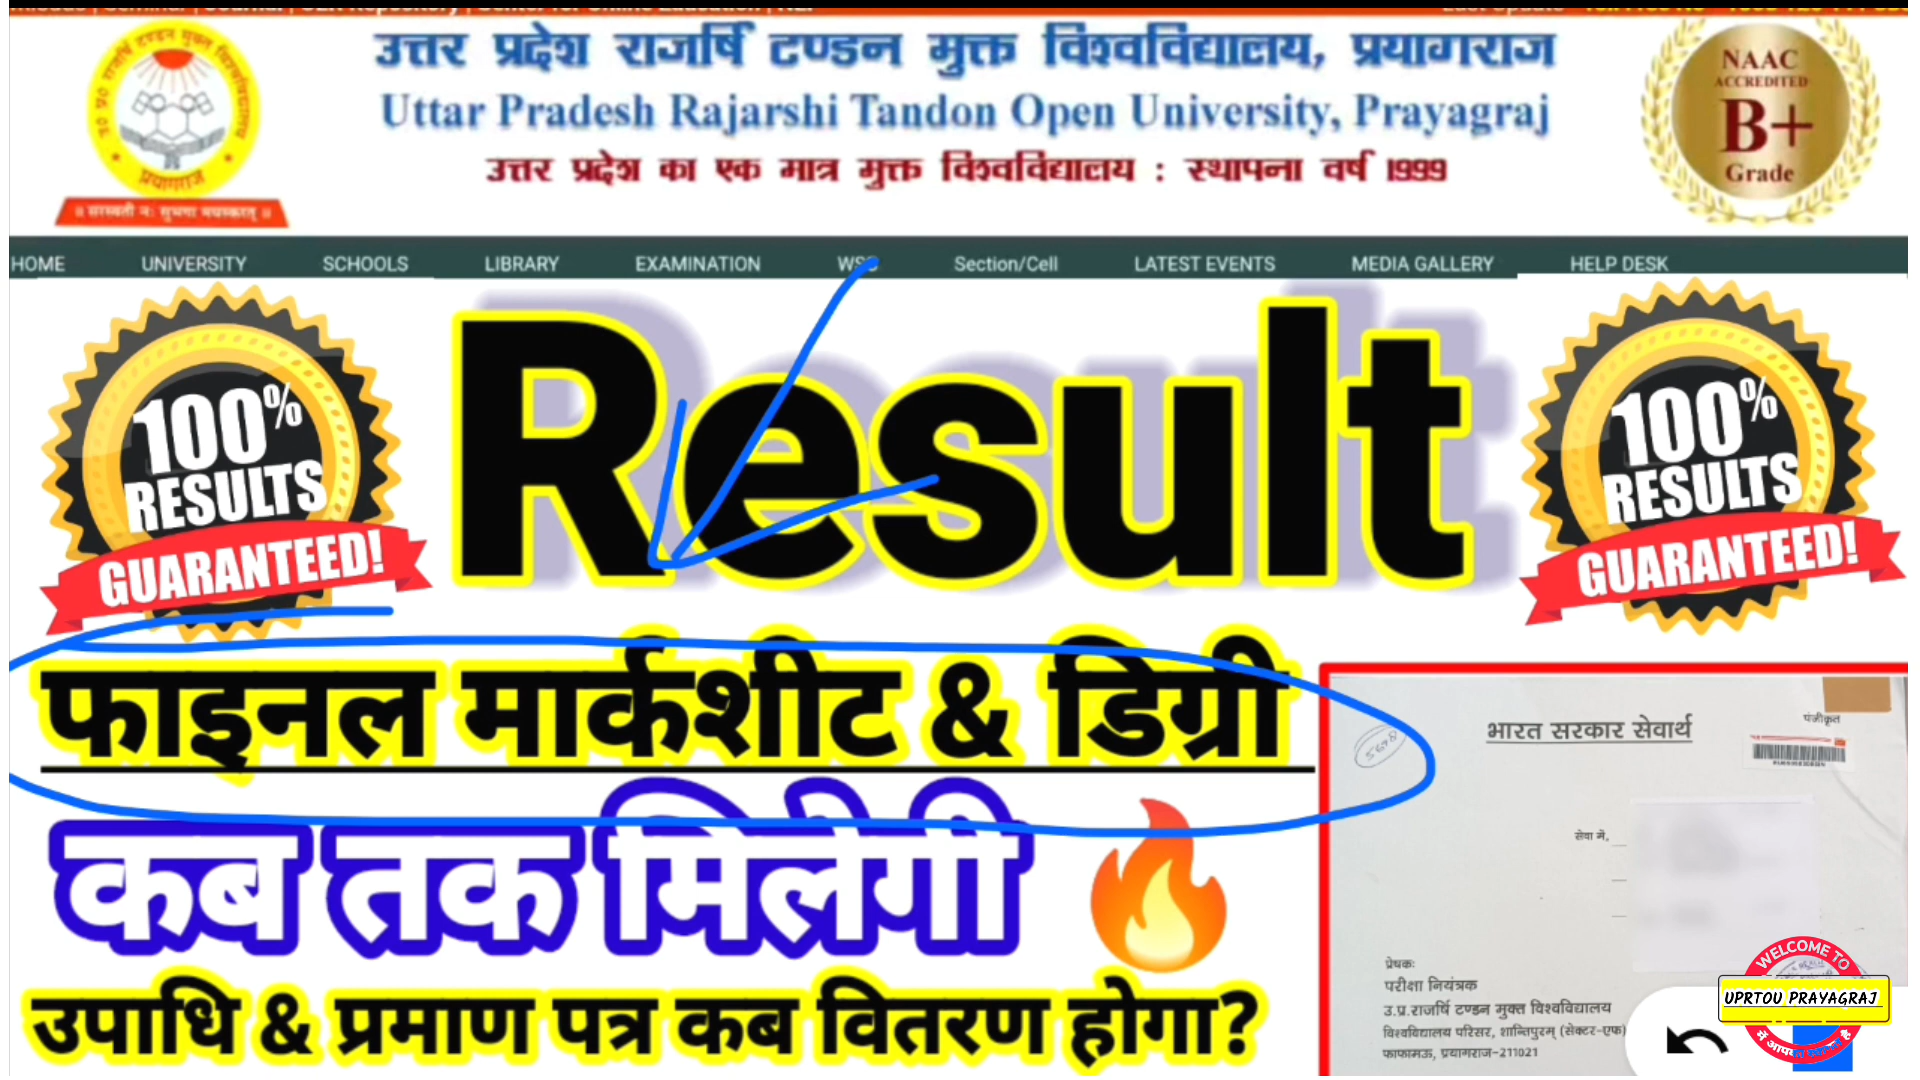 उत्तर प्रदेश राजर्षि टण्डन मुक्त विश्वविद्यालय, प्रयागराज
Uttar Pradesh Rajarshi Tandon Open University, Prayagraj
उत्तर प्रदेश का एक मात्र मुक्त विश्वविद्यालय : स्थापना वर्ष 1999
प्रयागराज
NAAC
ACCREDITED
B+
Grade
HOME UNIVERSITY SCHOOLS LIBRARY EXAMINATION WSC Section/Cell LATEST EVENTS MEDIA GALLERY HELP DESK
100%
RESULTS
GUARANTEED!
Result
100%
RESULTS
GUARANTEED!
फाइनल मार्कशीट & डिग्री
कब तक मिलेगी
उपाधि & प्रमाण पत्र कब वितरण होगा?
भारत सरकार सेवार्थ
पंजीकृत
सेवा में,
प्रेषकः
परीक्षा नियंत्रक
उ.प्र.राजर्षि टण्डन मुक्त विश्वविद्यालय
विश्वविद्यालय परिसर, शान्तिपुरम् (सेक्टर-एफ)
फाफामऊ, प्रयागराज-211021
WELCOME TO
UPRTOU PRAYAGRAJ